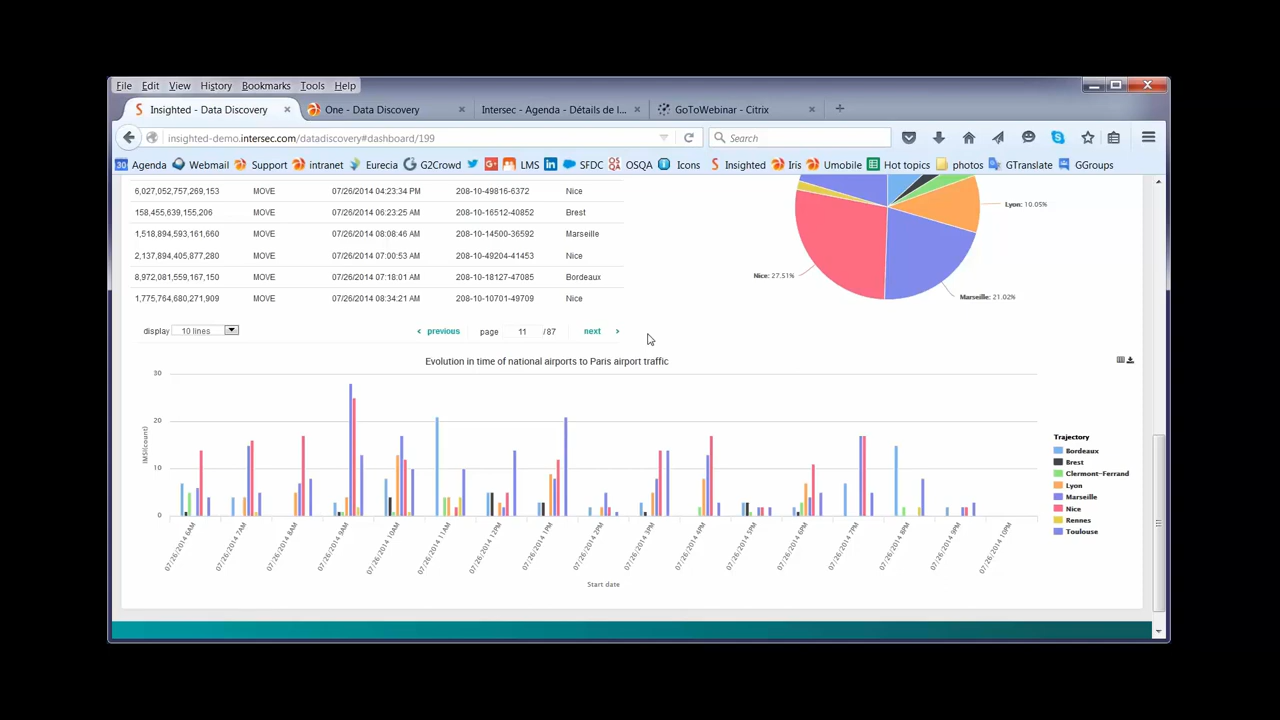 File Edit View History Bookmarks Tools Help
Insighted - Data Discovery × One - Data Discovery × Intersec - Agenda - Détails de l... × GoToWebinar - Citrix × +
insighted-demo.intersec.com/datadiscovery#dashboard/199 Search
30 Agenda Webmail Support intranet Eurecia G2Crowd LMS SFDC OSQA Icons Insighted Iris Umobile Hot topics photos GTranslate GGroups
6,027,052,757,269,153 MOVE 07/26/2014 04:23:34 PM 208-10-49816-6372 Nice
158,455,639,155,206 MOVE 07/26/2014 06:23:25 AM 208-10-16512-40852 Brest
1,518,894,593,161,660 MOVE 07/26/2014 08:08:46 AM 208-10-14500-36592 Marseille
2,137,894,405,877,280 MOVE 07/26/2014 07:00:53 AM 208-10-49204-41453 Nice
8,972,081,559,167,150 MOVE 07/26/2014 07:18:01 AM 208-10-18127-47085 Bordeaux
1,775,764,680,271,909 MOVE 07/26/2014 08:34:21 AM 208-10-10701-49709 Nice
Lyon: 10.05%
Nice: 27.51%
Marseille: 21.02%
display 10 lines ‹ previous page 11 /87 next ›
Evolution in time of national airports to Paris airport traffic
IMSI(count)
30
20
10
0
07/26/2014 6AM 07/26/2014 7AM 07/26/2014 8AM 07/26/2014 9AM 07/26/2014 10AM 07/26/2014 11AM 07/26/2014 12PM 07/26/2014 1PM 07/26/2014 2PM 07/26/2014 3PM 07/26/2014 4PM 07/26/2014 5PM 07/26/2014 6PM 07/26/2014 7PM 07/26/2014 8PM 07/26/2014 9PM 07/26/2014 10PM
Start date
Trajectory
Bordeaux
Brest
Clermont-Ferrand
Lyon
Marseille
Nice
Rennes
Toulouse